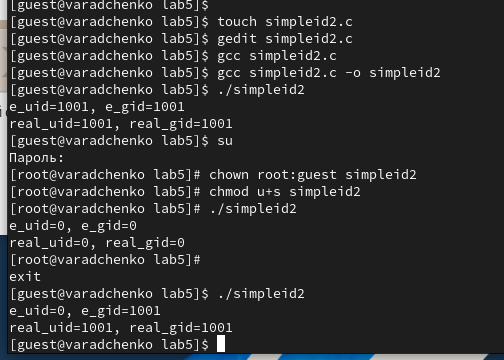 [guest@varadchenko lab5]$
[guest@varadchenko lab5]$ touch simpleid2.c
[guest@varadchenko lab5]$ gedit simpleid2.c
[guest@varadchenko lab5]$ gcc simpleid2.c
[guest@varadchenko lab5]$ gcc simpleid2.c -o simpleid2
[guest@varadchenko lab5]$ ./simpleid2
e_uid=1001, e_gid=1001
real_uid=1001, real_gid=1001
[guest@varadchenko lab5]$ su
Пароль:
[root@varadchenko lab5]# chown root:guest simpleid2
[root@varadchenko lab5]# chmod u+s simpleid2
[root@varadchenko lab5]# ./simpleid2
e_uid=0, e_gid=0
real_uid=0, real_gid=0
[root@varadchenko lab5]#
exit
[guest@varadchenko lab5]$ ./simpleid2
e_uid=0, e_gid=1001
real_uid=1001, real_gid=1001
[guest@varadchenko lab5]$